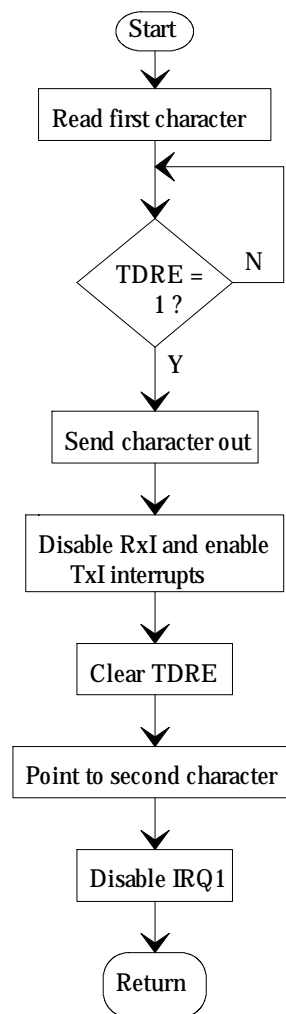 Start
Read first character
TDRE =
1 ?
N
Y
Send character out
Disable RxI and enable
TxI interrupts
Clear TDRE
Point to second character
Disable IRQ1
Return